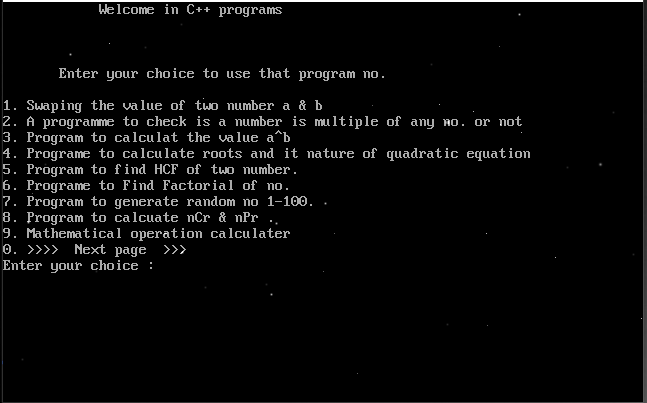 Welcome in C++ programs
Enter your choice to use that program no.
1. Swaping the value of two number a & b
2. A programme to check is a number is multiple of any no. or not
3. Program to calculat the value a^b
4. Programe to calculate roots and it nature of quadratic equation
5. Program to find HCF of two number.
6. Programe to Find Factorial of no.
7. Program to generate random no 1-100.
8. Program to calcuate nCr & nPr .
9. Mathematical operation calculater
0. >>>>  Next page  >>>
Enter your choice :